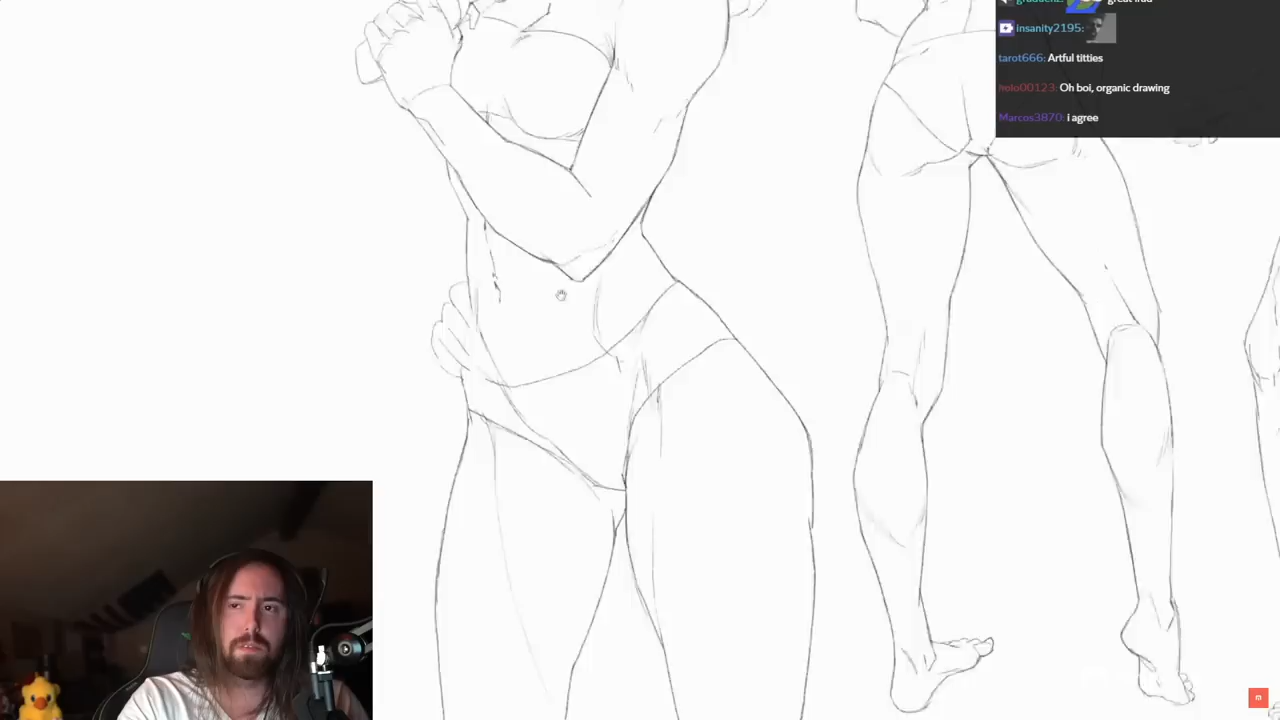 insanity2195:
tarot666: Artful titties
holo00123: Oh boi, organic drawing
Marcos3870: i agree
m